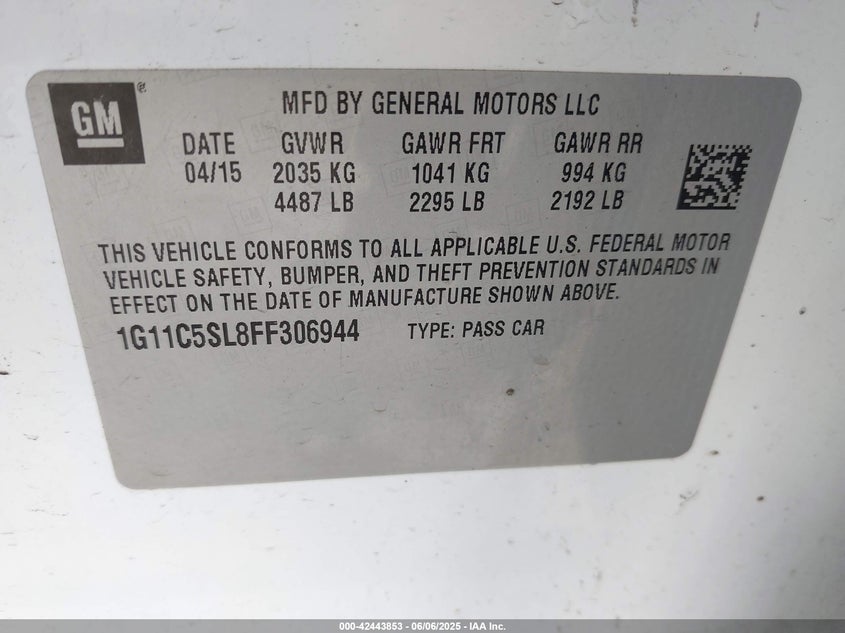 GM®
MFD BY GENERAL MOTORS LLC
DATE GVWR GAWR FRT GAWR RR
04/15 2035 KG 1041 KG 994 KG
4487 LB 2295 LB 2192 LB
THIS VEHICLE CONFORMS TO ALL APPLICABLE U.S. FEDERAL MOTOR
VEHICLE SAFETY, BUMPER, AND THEFT PREVENTION STANDARDS IN
EFFECT ON THE DATE OF MANUFACTURE SHOWN ABOVE.
1G11C5SL8FF306944 TYPE: PASS CAR
000-42443853 / 06/06/2025 - IAA Inc.